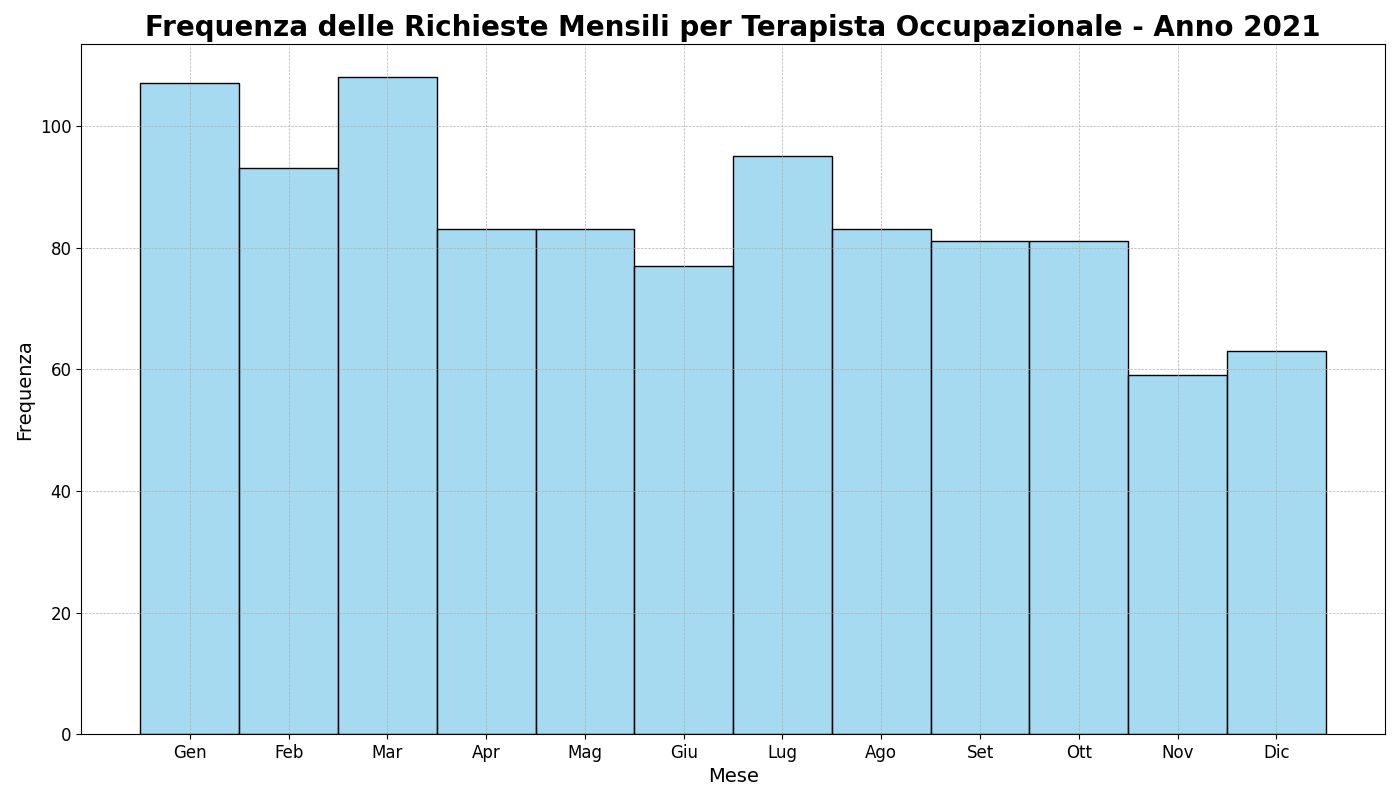 Frequenza delle Richieste Mensili per Terapista Occupazionale - Anno 2021
Frequenza
100
80
60
40
20
0
Gen Feb Mar Apr Mag Giu Lug Ago Set Ott Nov Dic
Mese